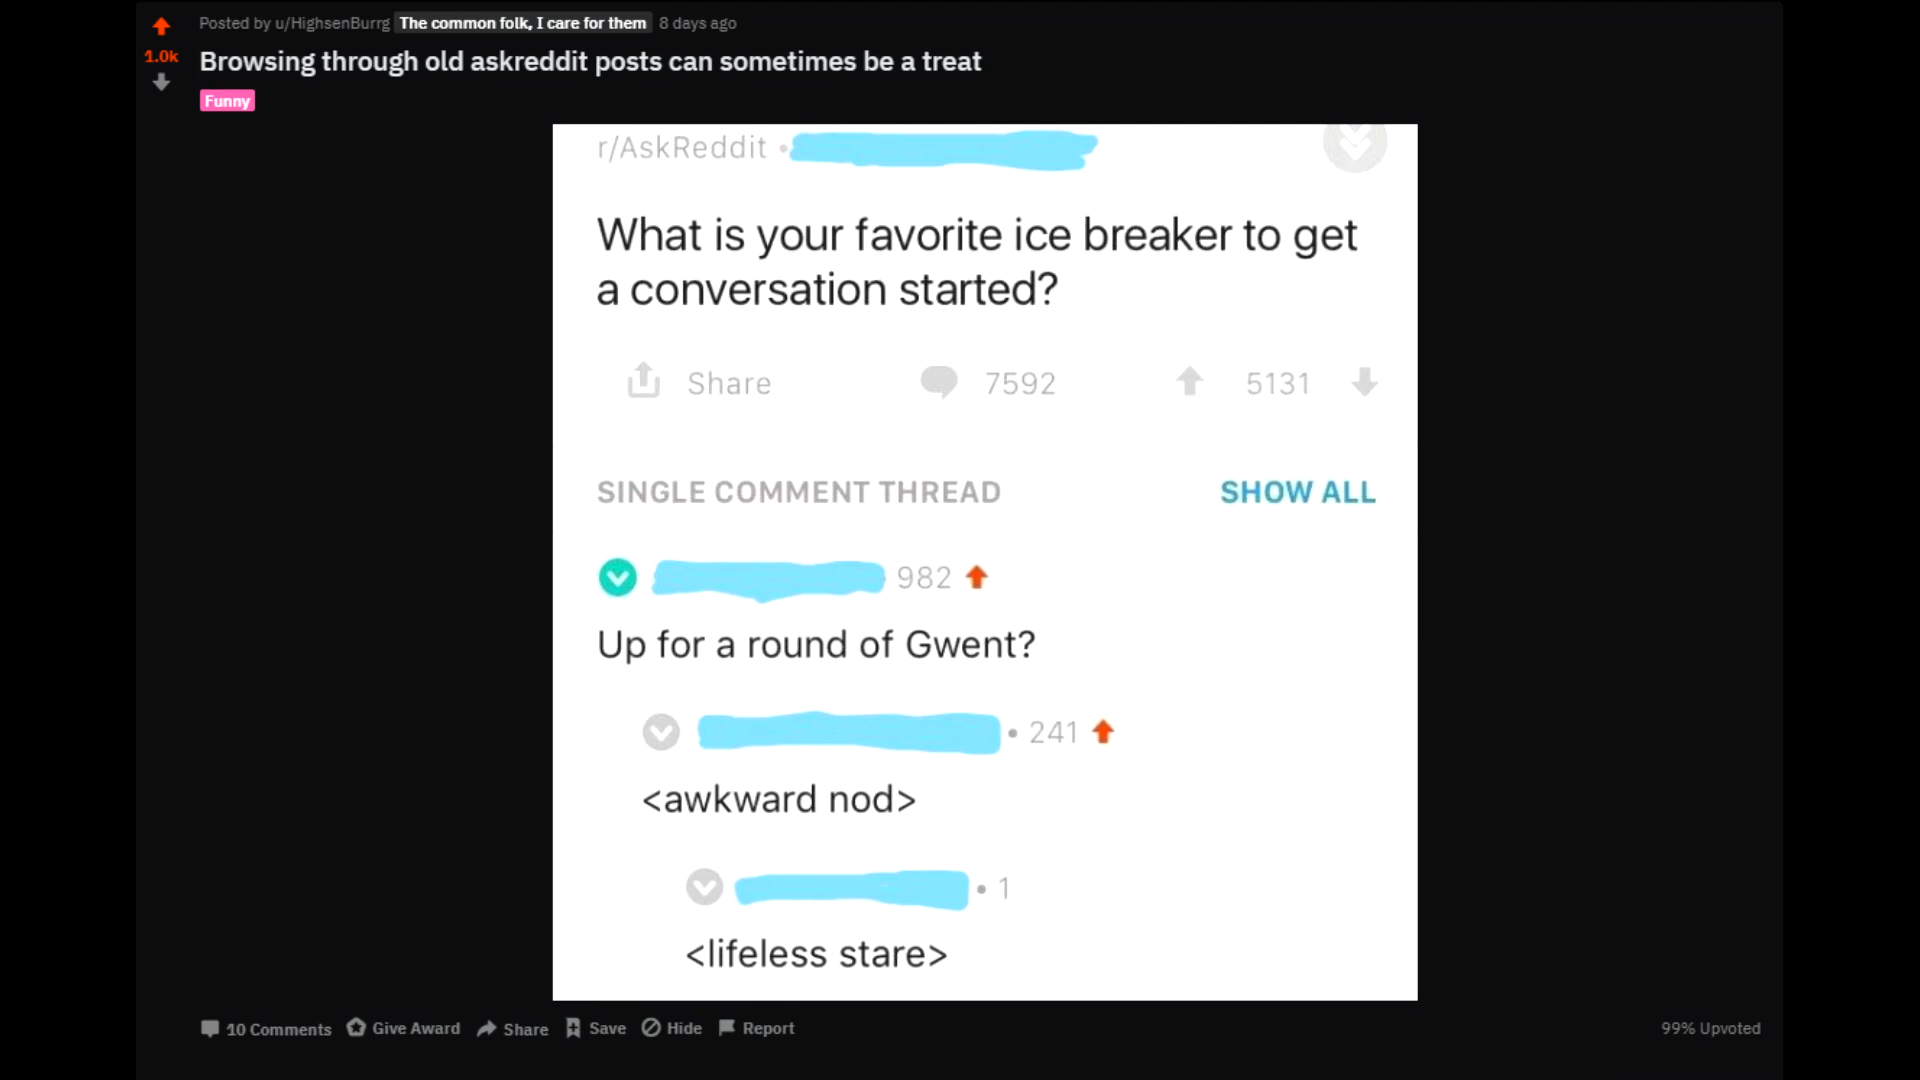 Posted by u/HighsenBurrg The common folk, I care for them 8 days ago
1.0k
Browsing through old askreddit posts can sometimes be a treat
Funny
r/AskReddit •
What is your favorite ice breaker to get
a conversation started?
Share 7592 5131
SINGLE COMMENT THREAD SHOW ALL
982
Up for a round of Gwent?
• 241
<awkward nod>
• 1
<lifeless stare>
10 Comments Give Award Share Save Hide Report 99% Upvoted